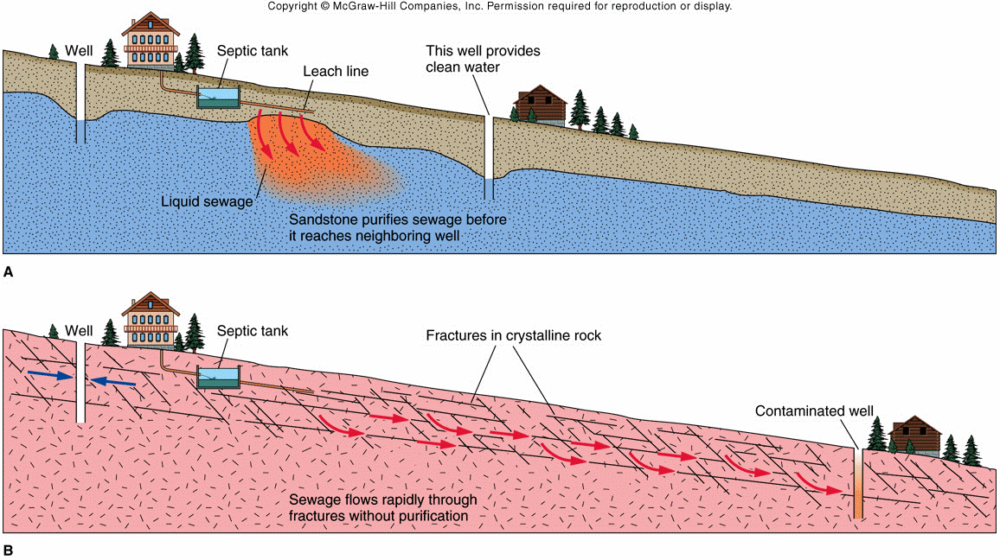 Copyright © McGraw-Hill Companies, Inc. Permission required for reproduction or display.
Well
Septic tank
Leach line
This well provides
clean water
Liquid sewage
Sandstone purifies sewage before
it reaches neighboring well
A
Well
Septic tank
Fractures in crystalline rock
Contaminated well
Sewage flows rapidly through
fractures without purification
B